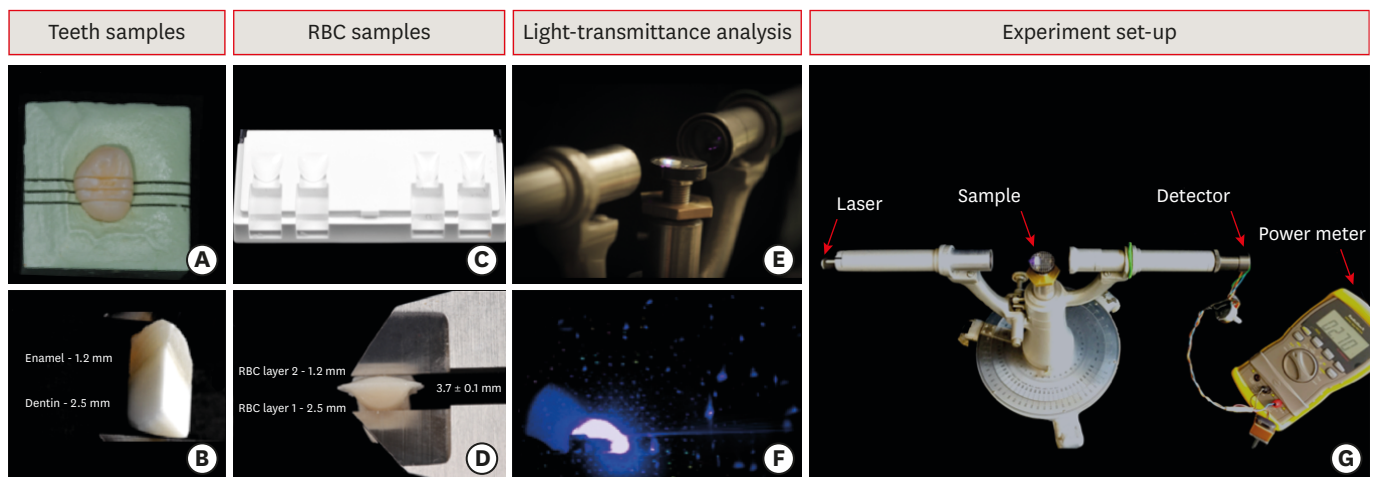 Teeth samples
RBC samples
Light-transmittance analysis
Experiment set-up
A
Enamel - 1.2 mm
Dentin - 2.5 mm
B
C
RBC layer 2 - 1.2 mm
3.7 ± 0.1 mm
RBC layer 1 - 2.5 mm
D
E
F
Laser
Sample
Detector
Power meter
G